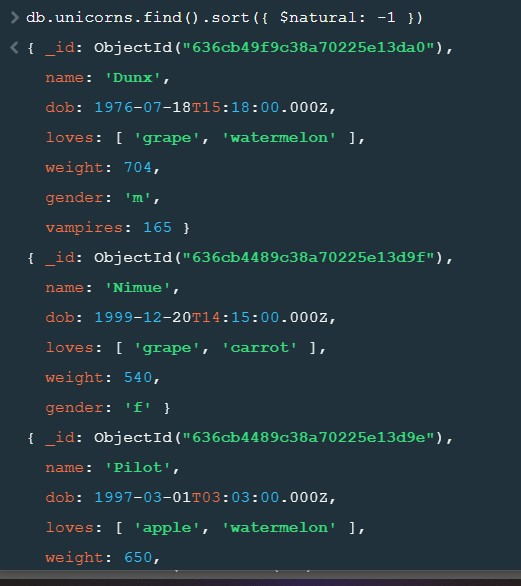 > db.unicorns.find().sort({ $natural: -1 })
< { _id: ObjectId("636cb49f9c38a70225e13da0"),
name: 'Dunx',
dob: 1976-07-18T15:18:00.000Z,
loves: [ 'grape', 'watermelon' ],
weight: 704,
gender: 'm',
vampires: 165 }
{ _id: ObjectId("636cb4489c38a70225e13d9f"),
name: 'Nimue',
dob: 1999-12-20T14:15:00.000Z,
loves: [ 'grape', 'carrot' ],
weight: 540,
gender: 'f' }
{ _id: ObjectId("636cb4489c38a70225e13d9e"),
name: 'Pilot',
dob: 1997-03-01T03:03:00.000Z,
loves: [ 'apple', 'watermelon' ],
weight: 650,